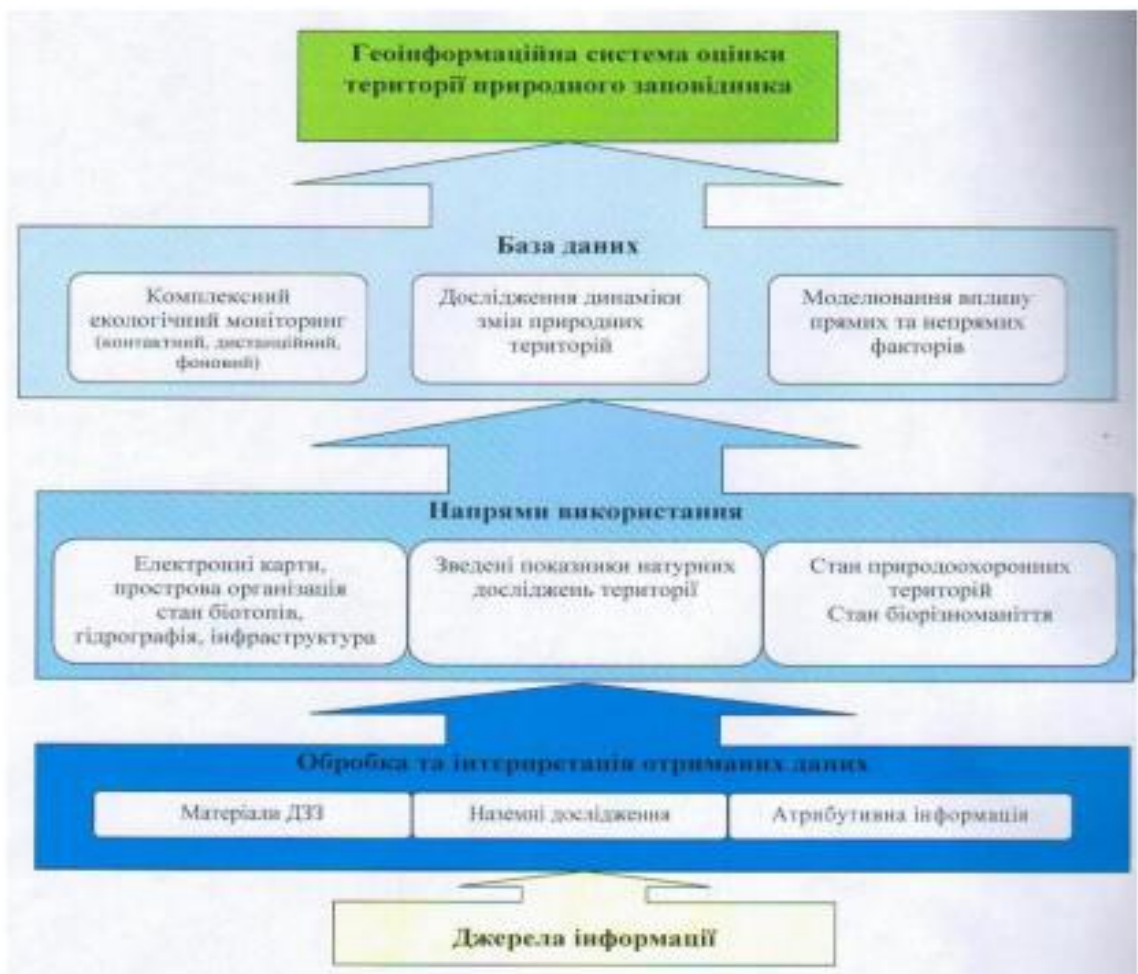 Геоінформаційна система оцінки
території природного заповідника
База даних
Комплексний
екологічний моніторинг
(контактний, дистанційний,
фоновий)
Дослідження динаміки
змін природних
територій
Моделювання впливу
прямих та непрямих
факторів
Напрями використання
Електронні карти,
прострова організація
стан біотопів,
гідрографія, інфраструктура
Зведені показники натурних
досліджень території
Стан природоохоронних
територій
Стан біорізноманіття
Обробка та інтерпретація отриманих даних
Матеріали ДЗЗ
Наземні дослідження
Атрибутивна інформація
Джерела інформації